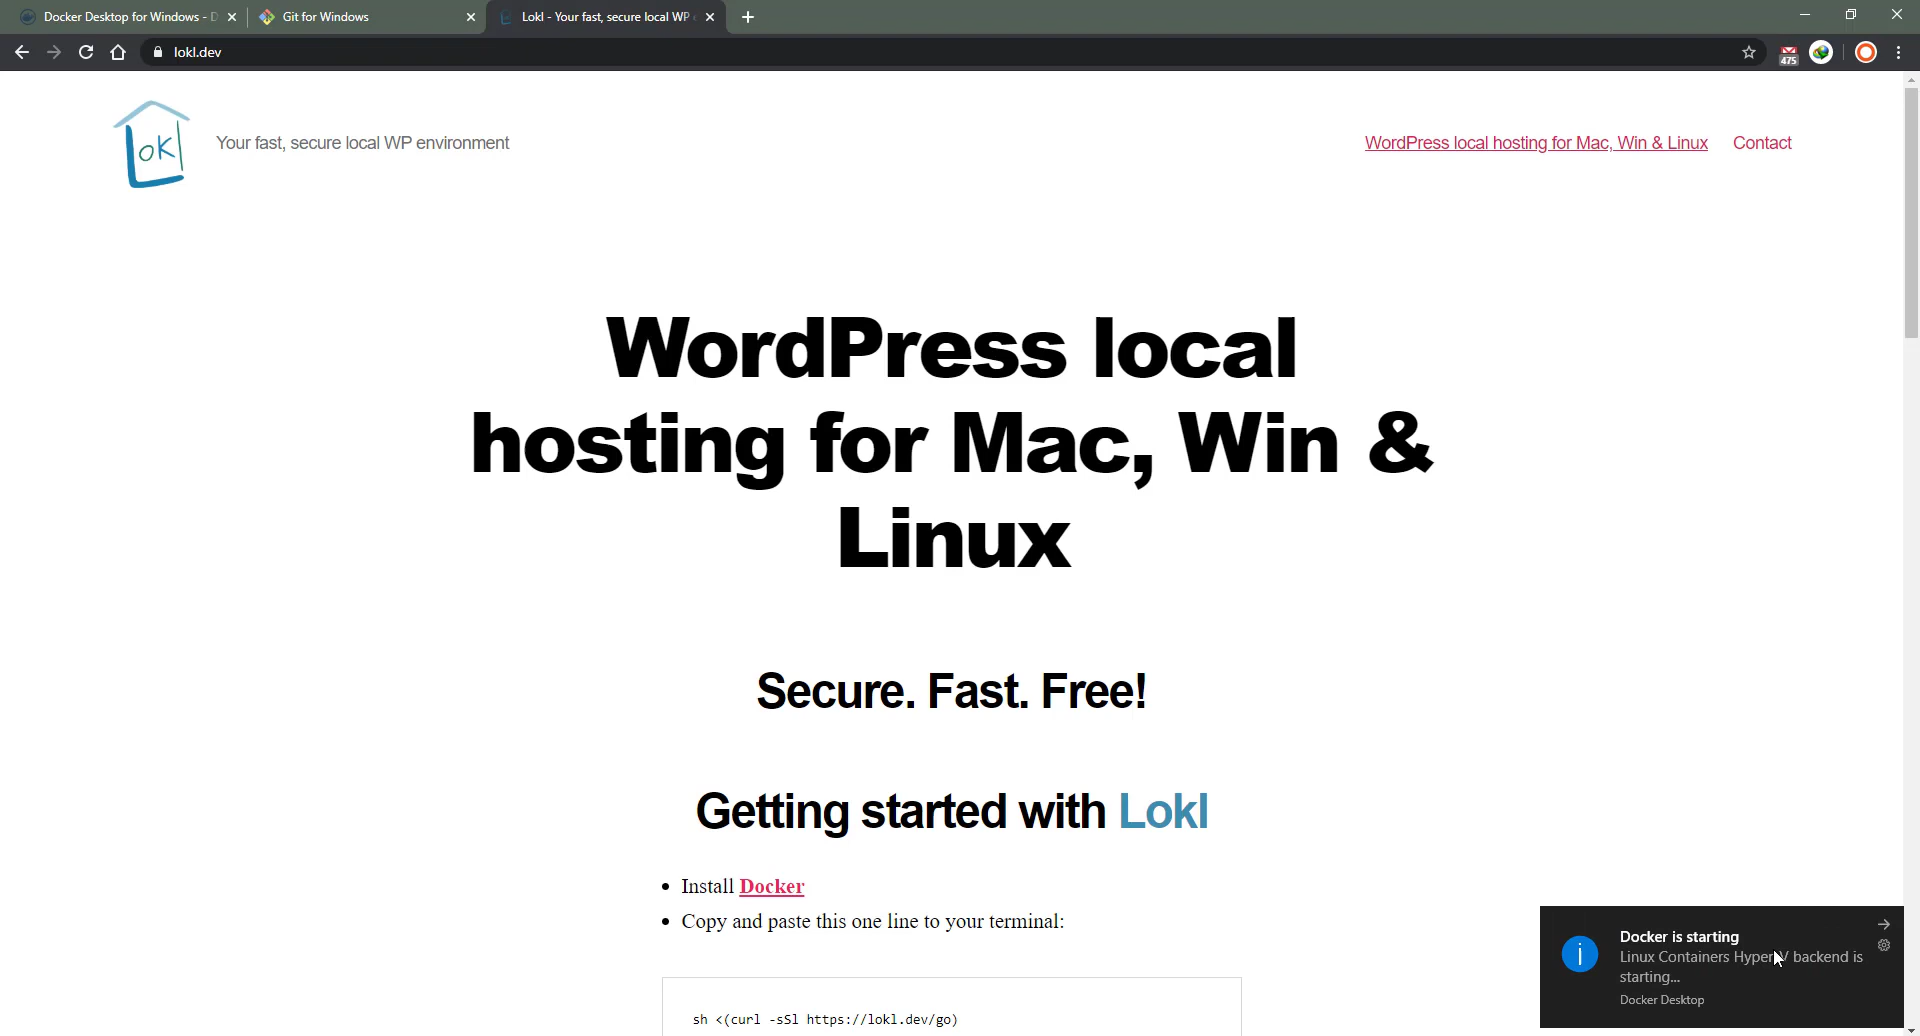 Docker Desktop for Windows - D
Git for Windows
Lokl - Your fast, secure local WP e
lokl.dev
475
Lokl
Your fast, secure local WP environment
WordPress local hosting for Mac, Win & Linux
Contact
WordPress local
hosting for Mac, Win &
Linux
Secure. Fast. Free!
Getting started with Lokl
Install Docker
Copy and paste this one line to your terminal:
sh <(curl -sSl https://lokl.dev/go)
Docker is starting
Linux Containers Hyper-V backend is
starting...
Docker Desktop